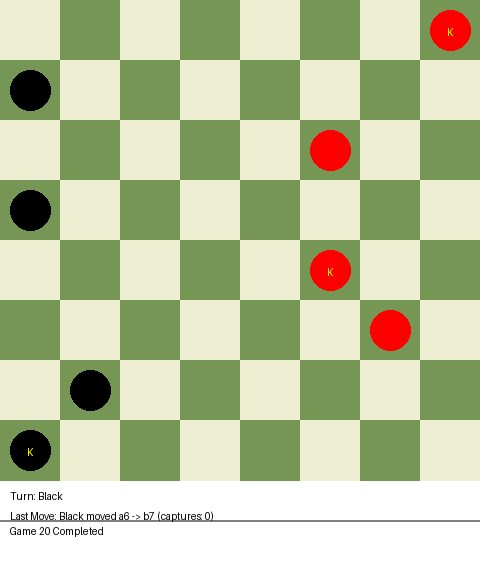 K
K
K
Turn: Black
Last Move: Black moved a6 -> b7 (captures: 0)
Game 20 Completed